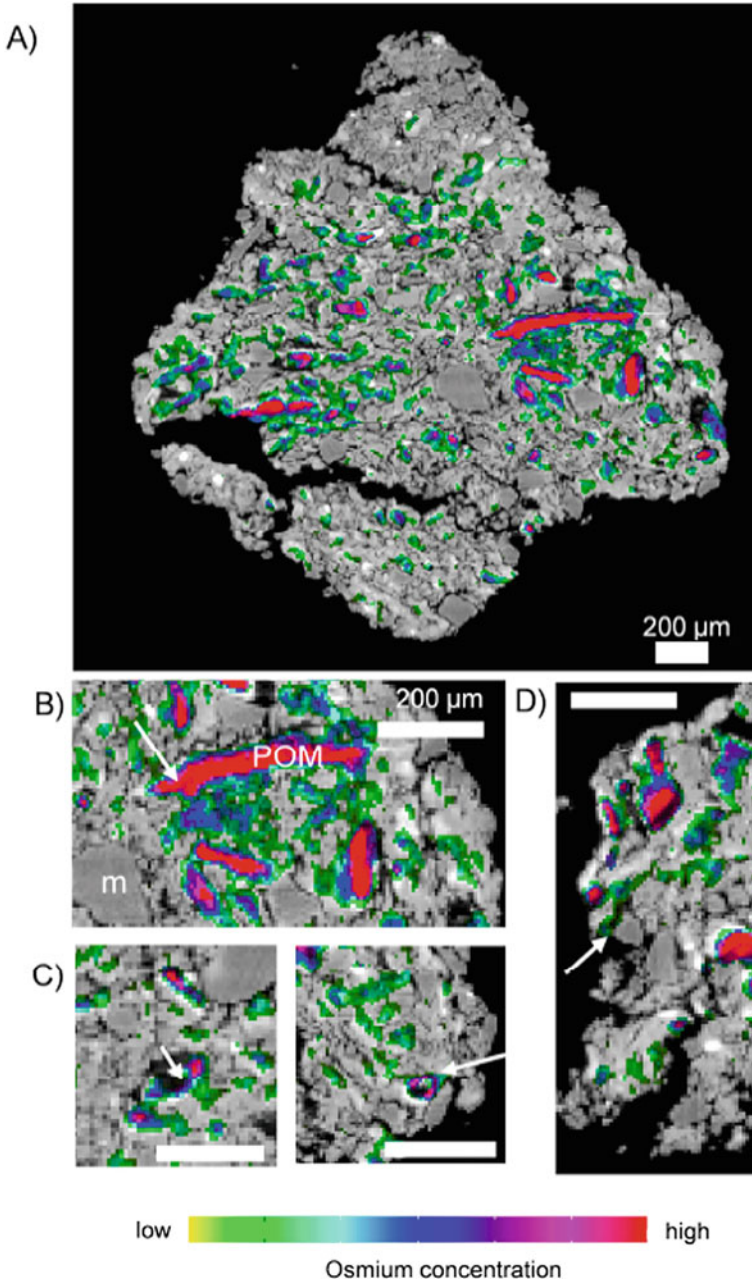 A)
200 µm
B)
200 µm
POM
m
D)
C)
low
high
Osmium concentration